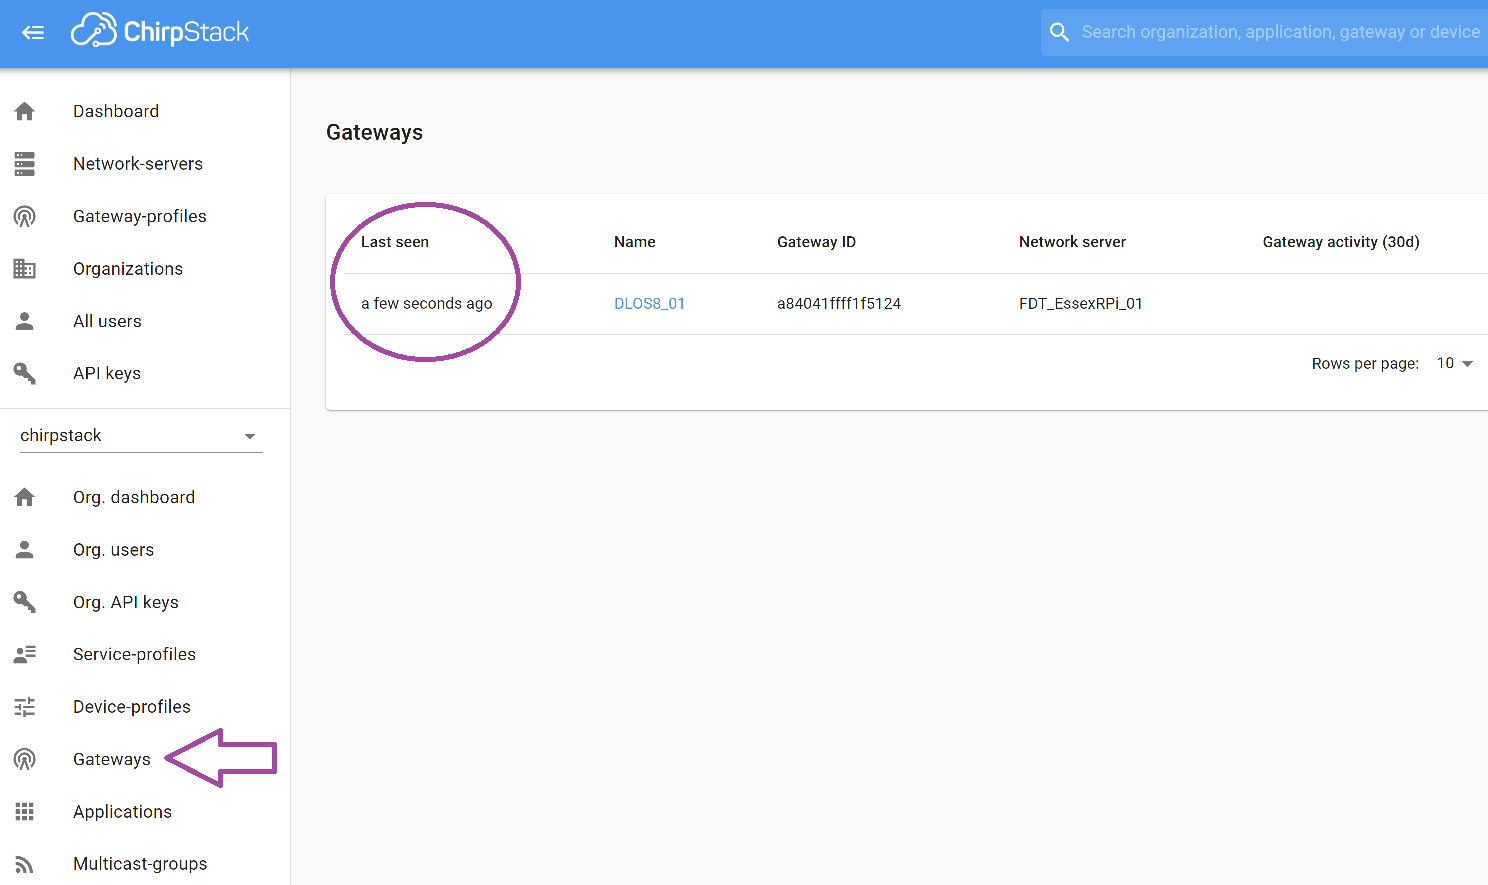 ChirpStack
Search organization, application, gateway or device
Dashboard
Network-servers
Gateway-profiles
Organizations
All users
API keys
chirpstack
Org. dashboard
Org. users
Org. API keys
Service-profiles
Device-profiles
Gateways
Applications
Multicast-groups
Gateways
Last seen Name Gateway ID Network server Gateway activity (30d)
a few seconds ago DLOS8_01 a84041ffff1f5124 FDT_EssexRPi_01
Rows per page: 10